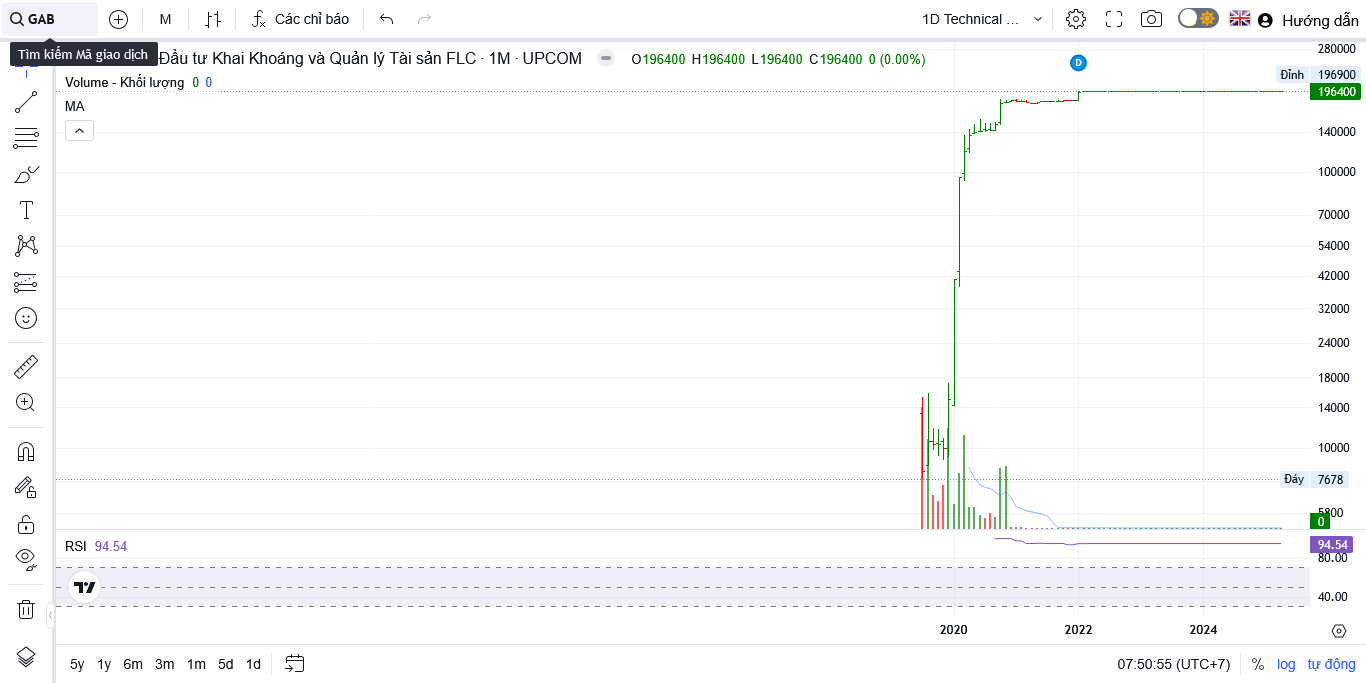 GAB
M
Các chỉ báo
1D Technical ...
Hướng dẫn
Tìm kiếm Mã giao dịch
Đầu tư Khai Khoáng và Quản lý Tài sản FLC · 1M · UPCOM
O196400 H196400 L196400 C196400 0 (0.00%)
Volume - Khối lượng 0 0
MA
D
280000
Đỉnh 196900
196400
140000
100000
70000
54000
42000
32000
24000
18000
14000
10000
Đáy 7678
5800
0
RSI 94.54
94.54
80.00
40.00
2020 2022 2024
5y 1y 6m 3m 1m 5d 1d
07:50:55 (UTC+7)
% log tự động